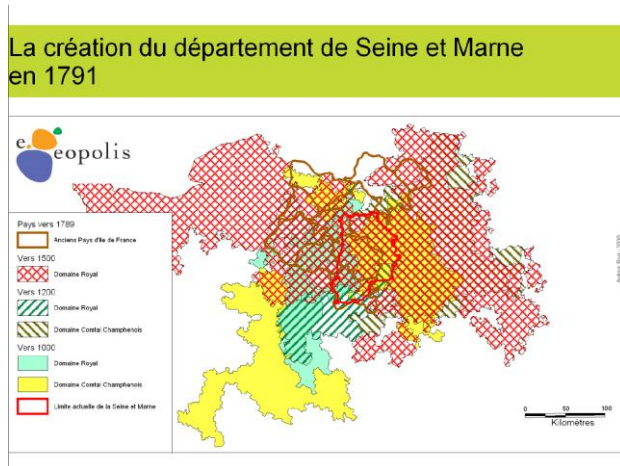 La création du département de Seine et Marne
en 1791
e.eopolis
Pays vers 1789
Anciens Pays d'Ile de France
Vers 1500
Domaine Royal
Vers 1200
Domaine Royal
Domaine Comtal Champhenois
Vers 1000
Domaine Royal
Domaine Comtal Champhenois
Limite actuelle de la Seine et Marne
0 50 100
Kilomètres